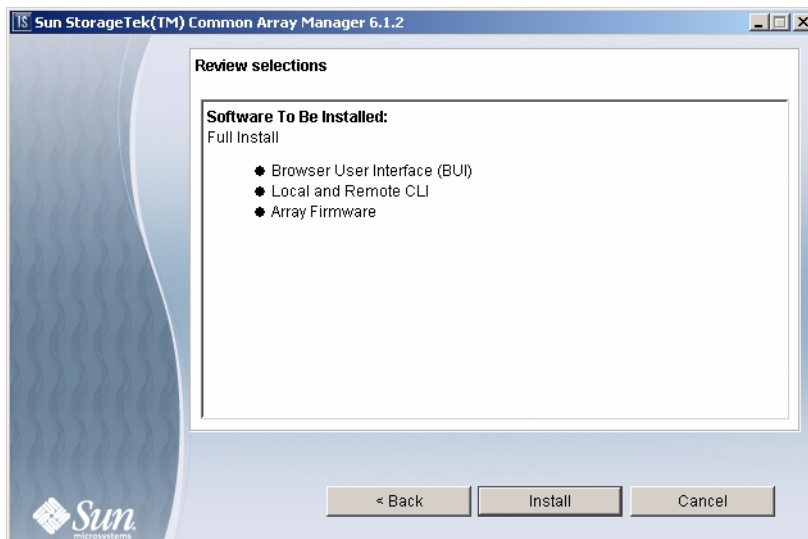 Sun StorageTek(TM) Common Array Manager 6.1.2
Review selections
Software To Be Installed:
Full Install
Browser User Interface (BUI)
Local and Remote CLI
Array Firmware
< Back
Install
Cancel
Sun
microsystems